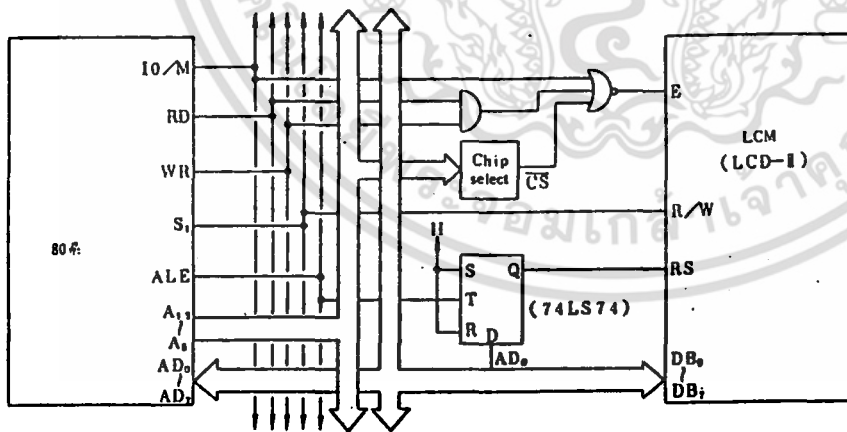 IO/M
RD
WR
S₁
ALE
A₁₅
≀
A₈
AD₀
≀
AD₇
Chip
select
CS
H
S Q
T
R D
(74LS74)
AD₀
LCM
(LCD-Ⅱ)
E
R/W
RS
DB₀
≀
DB₇